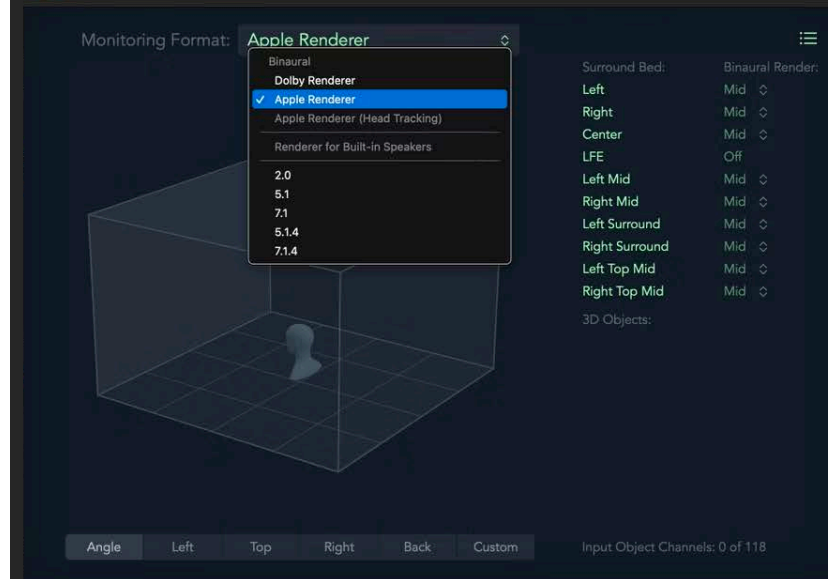 Monitoring Format: Apple Renderer
Binaural
Dolby Renderer
✓ Apple Renderer
Apple Renderer (Head Tracking)
Renderer for Built-in Speakers
2.0
5.1
7.1
5.1.4
7.1.4
Surround Bed: Binaural Render:
Left Mid
Right Mid
Center Mid
LFE Off
Left Mid Mid
Right Mid Mid
Left Surround Mid
Right Surround Mid
Left Top Mid Mid
Right Top Mid Mid
3D Objects:
Angle Left Top Right Back Custom
Input Object Channels: 0 of 118